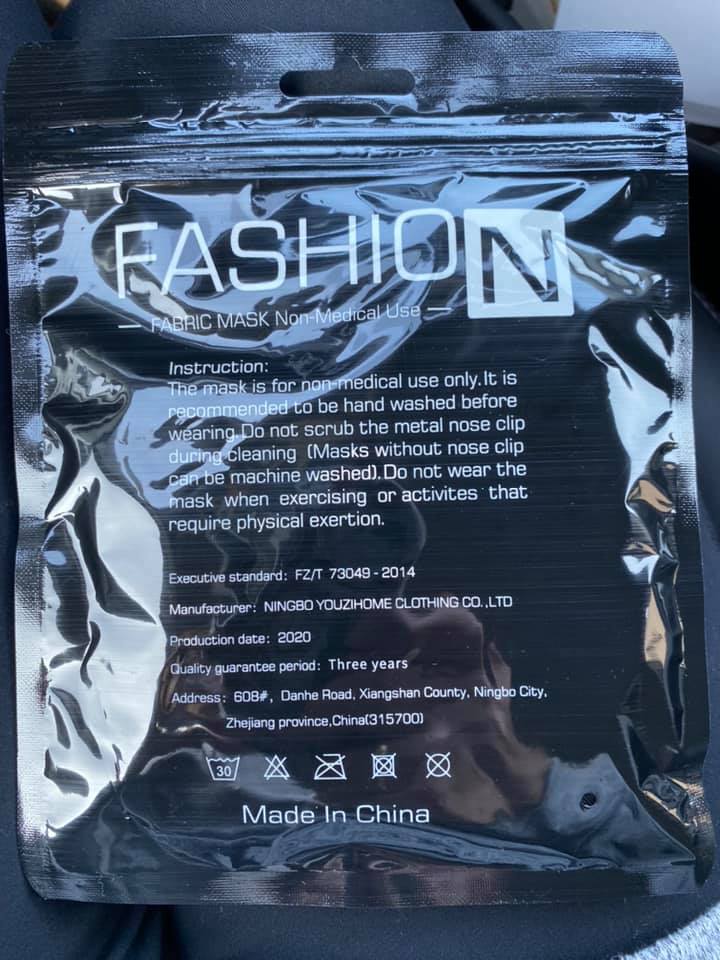 FASHION
FABRIC MASK Non-Medical Use
Instruction:
The mask is for non-medical use only.It is
recommended to be hand washed before
wearing.Do not scrub the metal nose clip
during cleaning (Masks without nose clip
can be machine washed).Do not wear the
mask when exercising or activites that
require physical exertion.
Executive standard: FZ/T 73049-2014
Manufacturer: NINGBO YOUZIHOME CLOTHING CO.,LTD
Production date: 2020
Quality guarantee period: Three years
Address: 608#, Danhe Road, Xiangshan County, Ningbo City,
Zhejiang province,China(315700)
30
Made In China